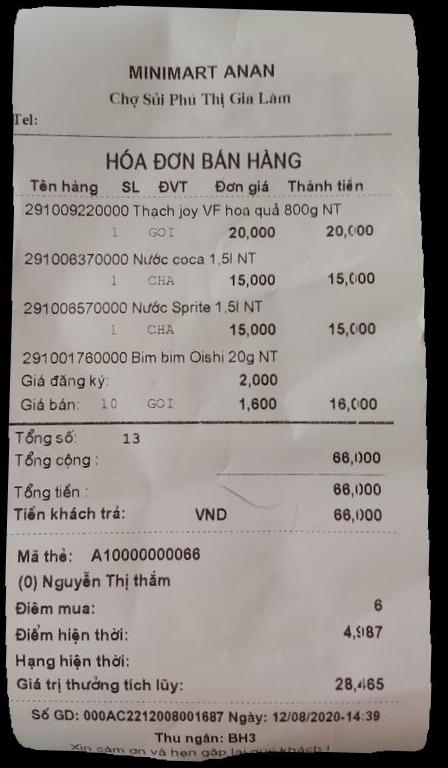 MINIMART ANAN
Chợ Sủi Phú Thị Gia Lâm
Tel:
HÓA ĐƠN BÁN HÀNG
Tên hàng SL ĐVT Đơn giá Thành tiền
291009220000 Thạch joy VF hoa quả 800g NT
1 GOI 20,000 20,000
291006370000 Nước coca 1,5l NT
1 CHA 15,000 15,000
291006570000 Nước Sprite 1,5l NT
1 CHA 15,000 15,000
291001760000 Bim bim Oishi 20g NT
Giá đăng ký: 2,000
Giá bán: 10 GOI 1,600 16,000
Tổng số: 13
Tổng cộng : 66,000
Tổng tiền : 66,000
Tiền khách trả: VND 66,000
Mã thẻ: A10000000066
(0) Nguyễn Thị thắm
Điểm mua: 6
Điểm hiện thời: 4,987
Hạng hiện thời:
Giá trị thưởng tích lũy: 28,465
Số GD: 000AC2212008001687 Ngày: 12/08/2020-14:39
Thu ngân: BH3
Xin cảm ơn và hẹn gặp lại quý khách !